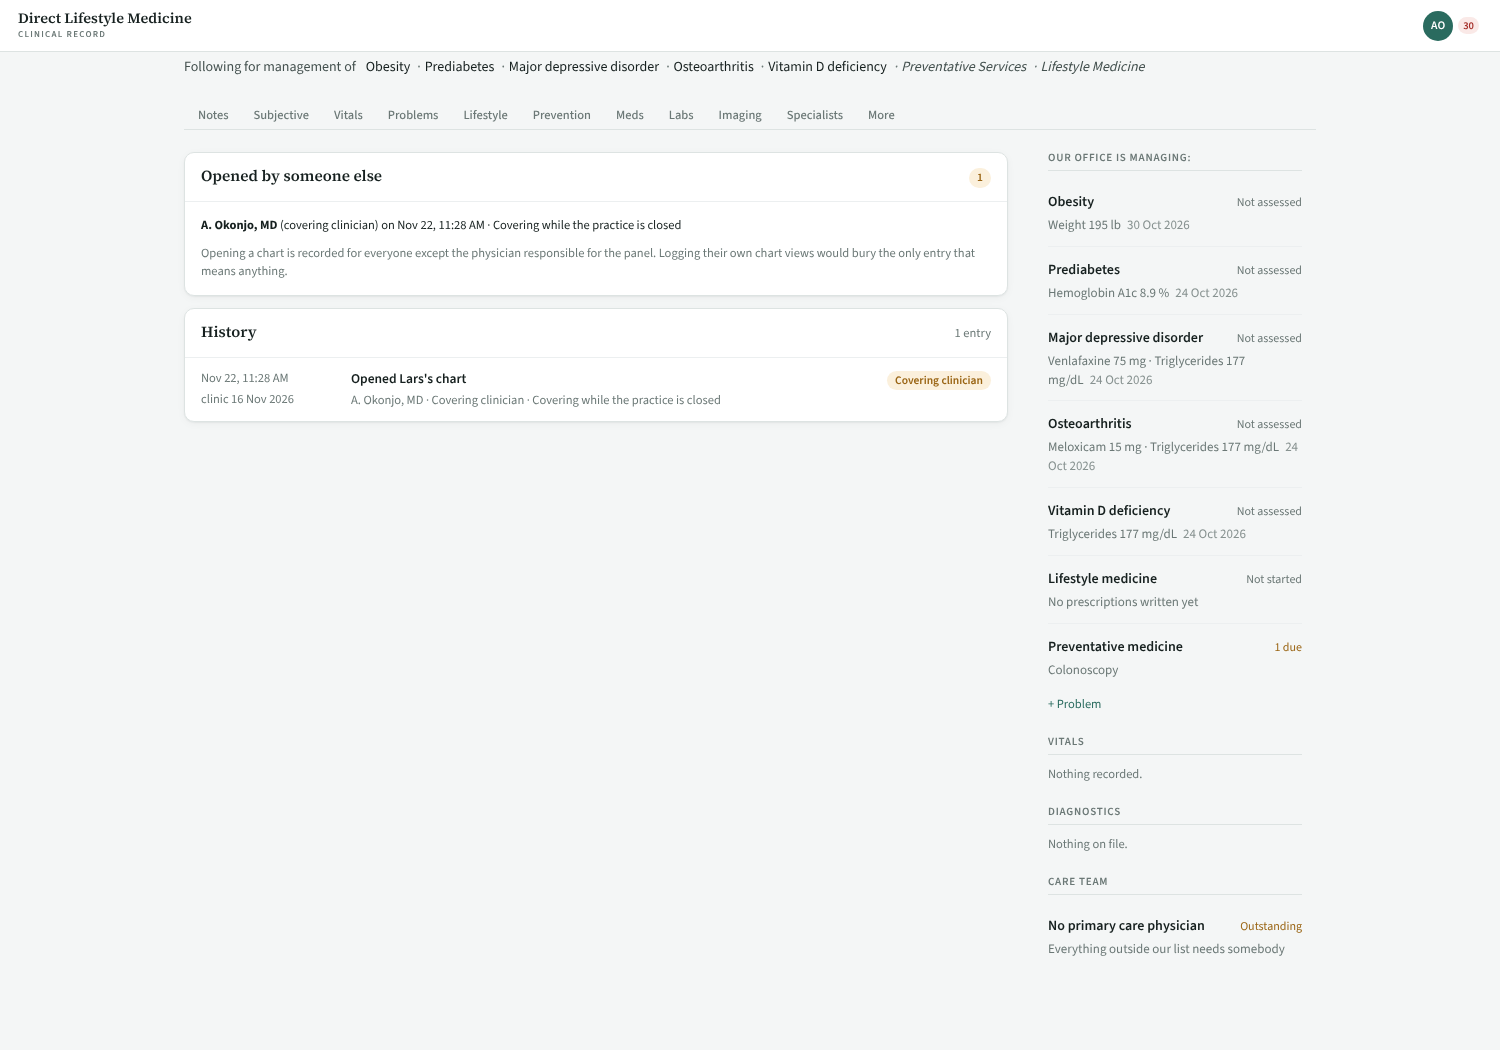 Direct Lifestyle Medicine
CLINICAL RECORD
AO
30
Following for management of Obesity · Prediabetes · Major depressive disorder · Osteoarthritis · Vitamin D deficiency · Preventative Services · Lifestyle Medicine
Notes Subjective Vitals Problems Lifestyle Prevention Meds Labs Imaging Specialists More
Opened by someone else
1
A. Okonjo, MD (covering clinician) on Nov 22, 11:28 AM · Covering while the practice is closed
Opening a chart is recorded for everyone except the physician responsible for the panel. Logging their own chart views would bury the only entry that
means anything.
History
1 entry
Nov 22, 11:28 AM
clinic 16 Nov 2026
Opened Lars's chart
A. Okonjo, MD · Covering clinician · Covering while the practice is closed
Covering clinician
OUR OFFICE IS MANAGING:
Obesity Not assessed
Weight 195 lb 30 Oct 2026
Prediabetes Not assessed
Hemoglobin A1c 8.9 % 24 Oct 2026
Major depressive disorder Not assessed
Venlafaxine 75 mg · Triglycerides 177
mg/dL 24 Oct 2026
Osteoarthritis Not assessed
Meloxicam 15 mg · Triglycerides 177 mg/dL 24
Oct 2026
Vitamin D deficiency Not assessed
Triglycerides 177 mg/dL 24 Oct 2026
Lifestyle medicine Not started
No prescriptions written yet
Preventative medicine 1 due
Colonoscopy
+ Problem
VITALS
Nothing recorded.
DIAGNOSTICS
Nothing on file.
CARE TEAM
No primary care physician Outstanding
Everything outside our list needs somebody